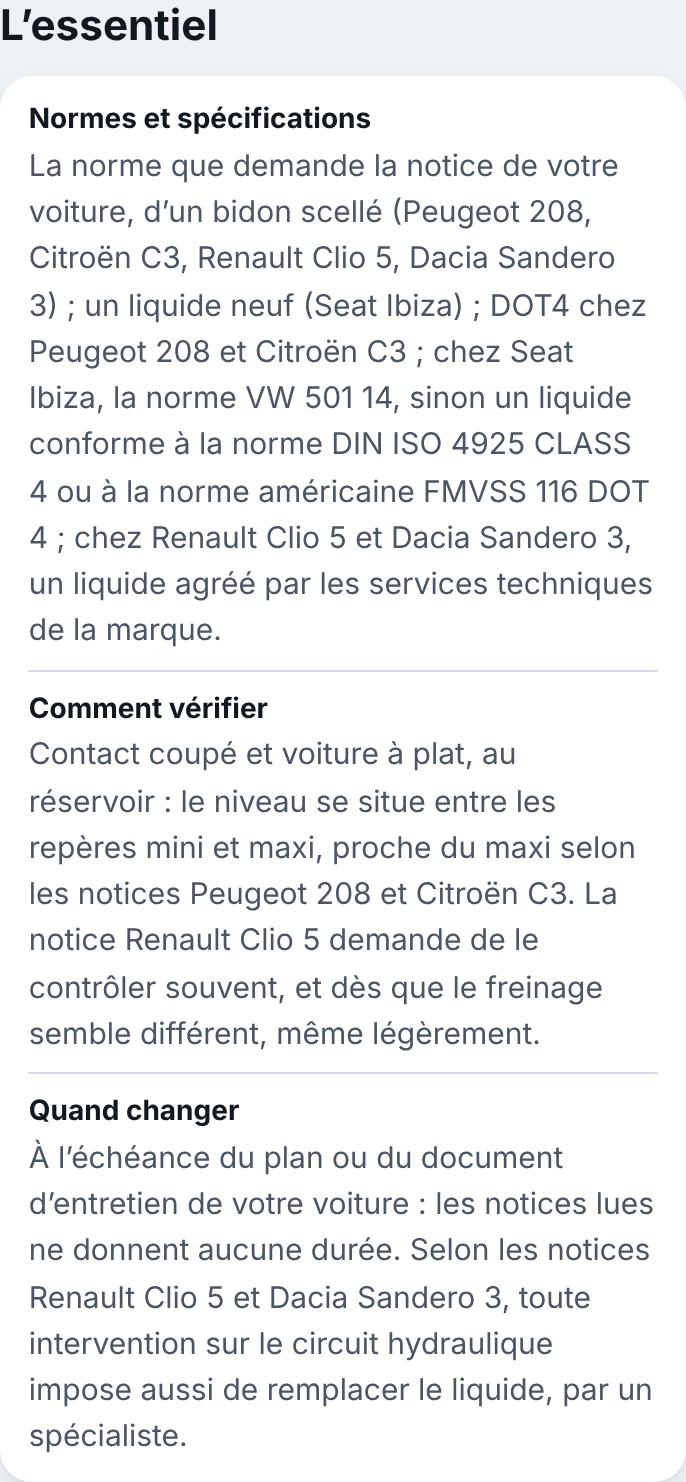 L’essentiel
Normes et spécifications
La norme que demande la notice de votre
voiture, d’un bidon scellé (Peugeot 208,
Citroën C3, Renault Clio 5, Dacia Sandero
3) ; un liquide neuf (Seat Ibiza) ; DOT4 chez
Peugeot 208 et Citroën C3 ; chez Seat
Ibiza, la norme VW 501 14, sinon un liquide
conforme à la norme DIN ISO 4925 CLASS
4 ou à la norme américaine FMVSS 116 DOT
4 ; chez Renault Clio 5 et Dacia Sandero 3,
un liquide agréé par les services techniques
de la marque.
Comment vérifier
Contact coupé et voiture à plat, au
réservoir : le niveau se situe entre les
repères mini et maxi, proche du maxi selon
les notices Peugeot 208 et Citroën C3. La
notice Renault Clio 5 demande de le
contrôler souvent, et dès que le freinage
semble différent, même légèrement.
Quand changer
À l’échéance du plan ou du document
d’entretien de votre voiture : les notices lues
ne donnent aucune durée. Selon les notices
Renault Clio 5 et Dacia Sandero 3, toute
intervention sur le circuit hydraulique
impose aussi de remplacer le liquide, par un
spécialiste.